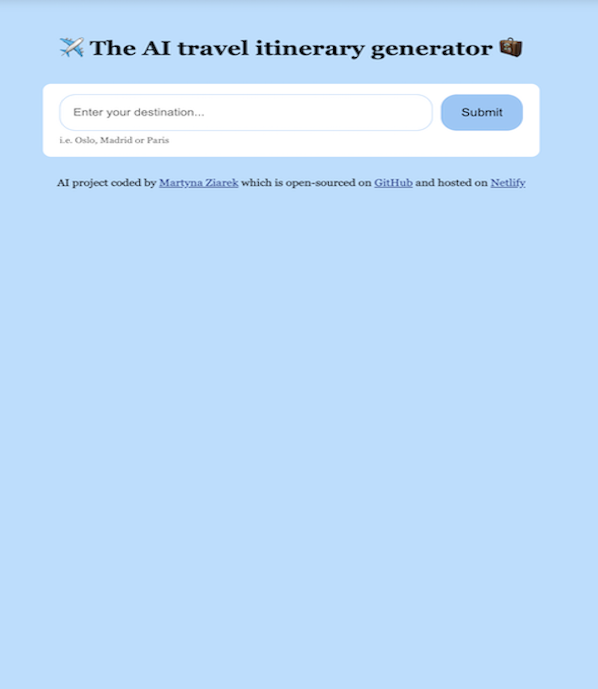 ✈️ The AI travel itinerary generator 🧳
Enter your destination...
Submit
i.e. Oslo, Madrid or Paris
AI project coded by Martyna Ziarek which is open-sourced on GitHub and hosted on Netlify